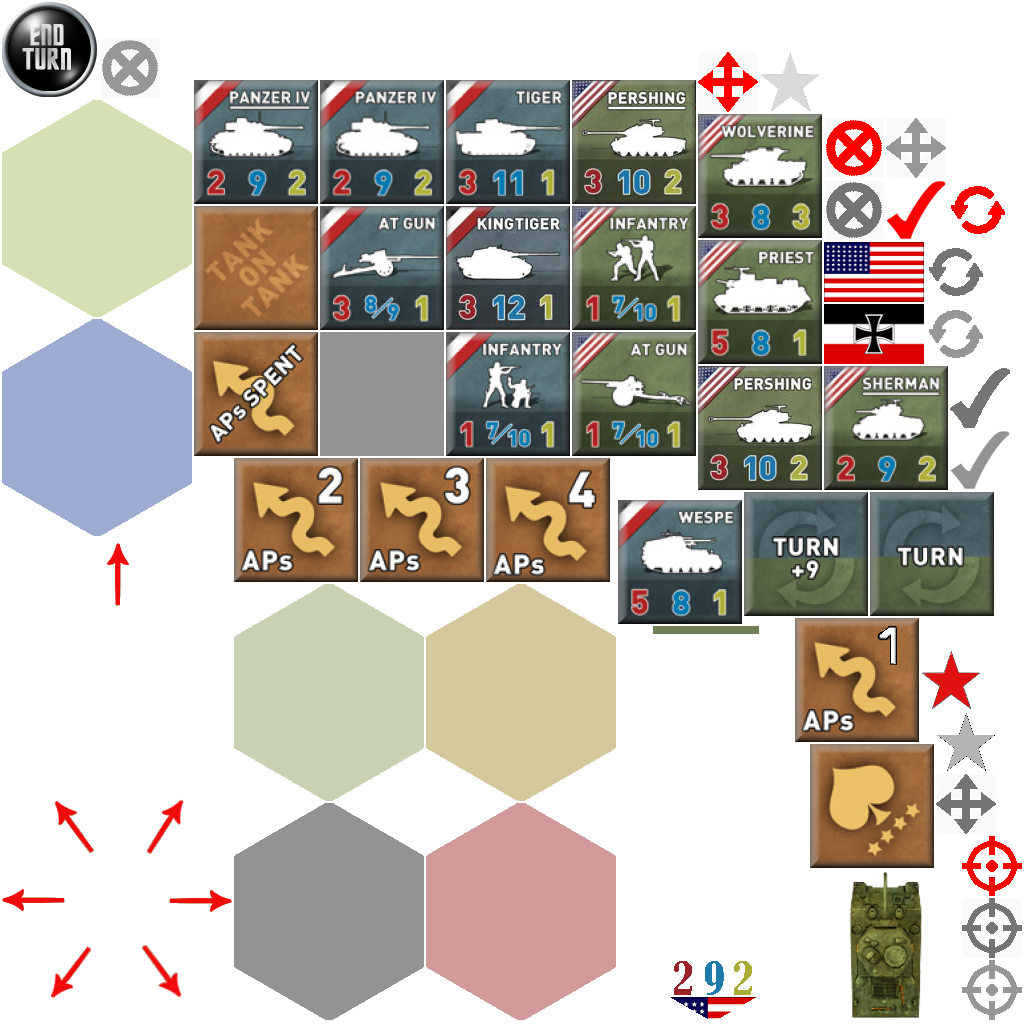 END
TURN
PANZER IV
2 9 2
PANZER IV
2 9 2
TIGER
3 11 1
PERSHING
3 10 2
WOLVERINE
3 8 3
TANK
ON
TANK
AT GUN
3 8/9 1
KINGTIGER
3 12 1
INFANTRY
1 7/10 1
PRIEST
5 8 1
APs SPENT
INFANTRY
1 7/10 1
AT GUN
1 7/10 1
PERSHING
3 10 2
SHERMAN
2 9 2
2
APs
3
APs
4
APs
WESPE
5 8 1
TURN
+9
TURN
1
APs
2 9 2